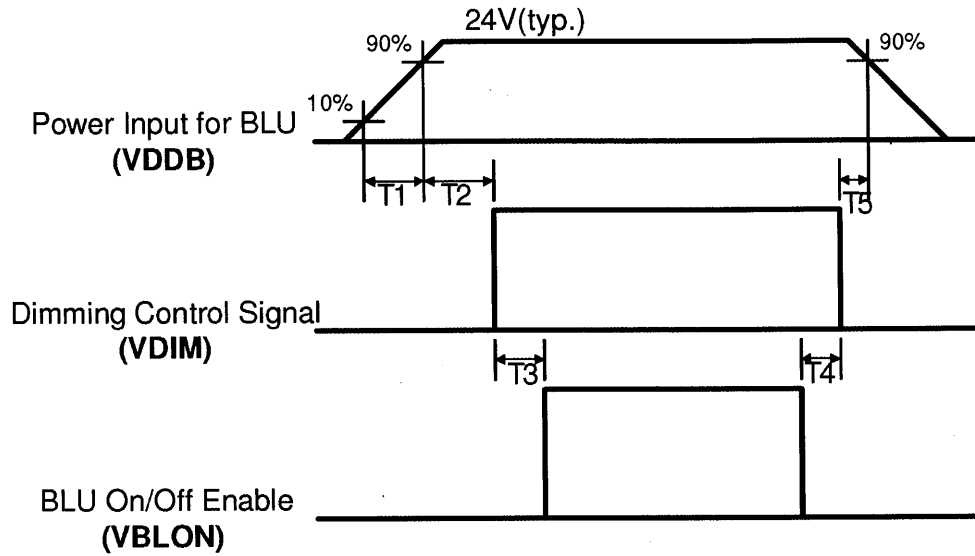 24V(typ.)
90%
90%
10%
Power Input for BLU
(VDDB)
T1
T2
T5
Dimming Control Signal
(VDIM)
T3
T4
BLU On/Off Enable
(VBLON)